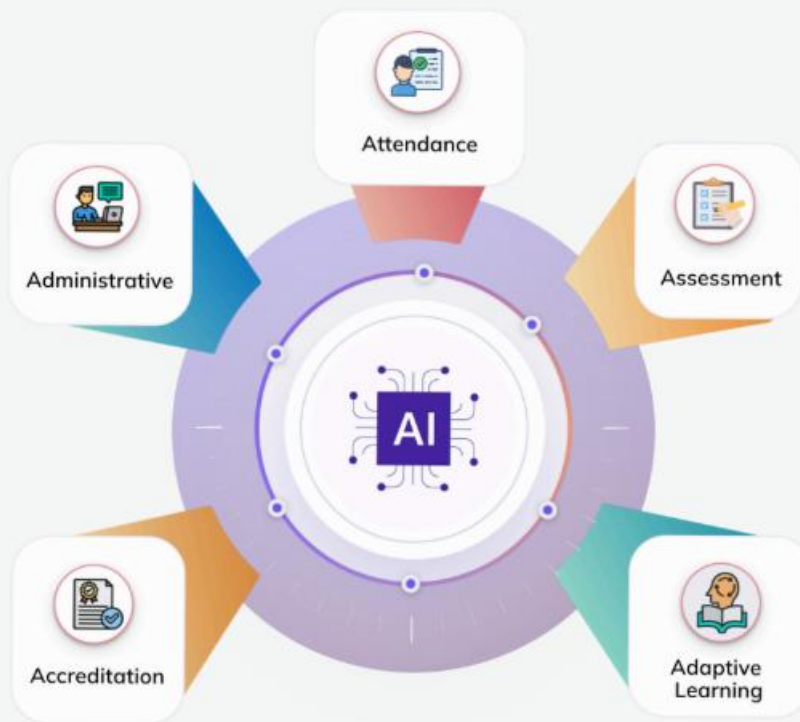 Attendance
Administrative
Assessment
AI
Accreditation
Adaptive
Learning